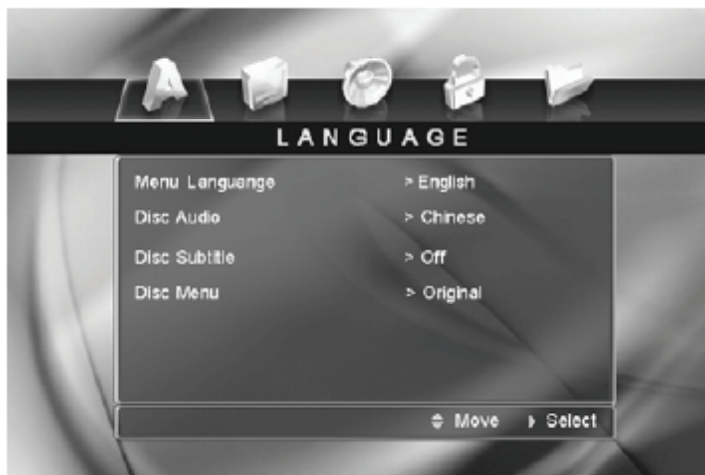 LANGUAGE
Menu Languange > English
Disc Audio > Chinese
Disc Subtitle > Off
Disc Menu > Original
Move Select